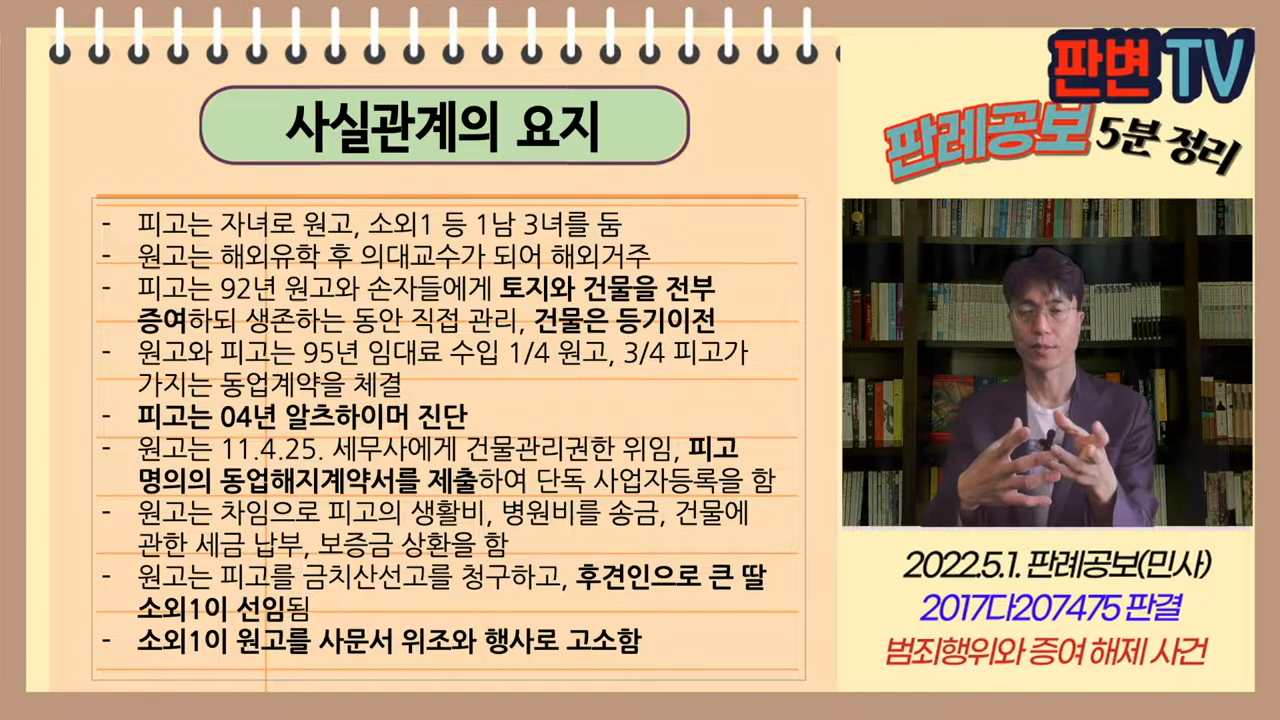 사실관계의 요지
- 피고는 자녀로 원고, 소외1 등 1남 3녀를 둠
- 원고는 해외유학 후 의대교수가 되어 해외거주
- 피고는 92년 원고와 손자들에게 토지와 건물을 전부
증여하되 생존하는 동안 직접 관리, 건물은 등기이전
- 원고와 피고는 95년 임대료 수입 1/4 원고, 3/4 피고가
가지는 동업계약을 체결
- 피고는 04년 알츠하이머 진단
- 원고는 11.4.25. 세무사에게 건물관리권한 위임, 피고
명의의 동업해지계약서를 제출하여 단독 사업자등록을 함
- 원고는 차임으로 피고의 생활비, 병원비를 송금, 건물에
관한 세금 납부, 보증금 상환을 함
- 원고는 피고를 금치산선고를 청구하고, 후견인으로 큰 딸
소외1이 선임됨
- 소외1이 원고를 사문서 위조와 행사로 고소함
판변 TV
판례공보 5분 정리
2022.5.1. 판례공보(민사)
2017다207475 판결
범죄행위와 증여 해제 사건